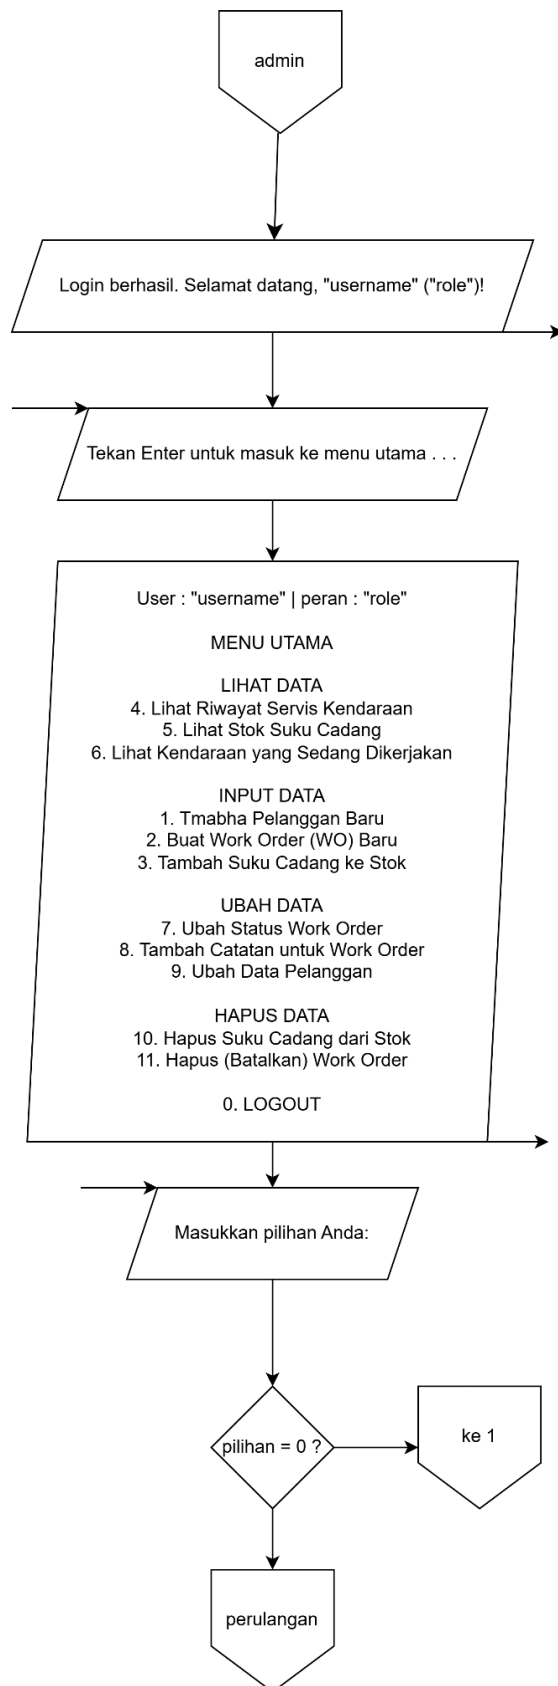 admin
Login berhasil. Selamat datang, "username" ("role")!
Tekan Enter untuk masuk ke menu utama . . .
User : "username" | peran : "role"
MENU UTAMA
LIHAT DATA
4. Lihat Riwayat Servis Kendaraan
5. Lihat Stok Suku Cadang
6. Lihat Kendaraan yang Sedang Dikerjakan
INPUT DATA
1. Tmabha Pelanggan Baru
2. Buat Work Order (WO) Baru
3. Tambah Suku Cadang ke Stok
UBAH DATA
7. Ubah Status Work Order
8. Tambah Catatan untuk Work Order
9. Ubah Data Pelanggan
HAPUS DATA
10. Hapus Suku Cadang dari Stok
11. Hapus (Batalkan) Work Order
0. LOGOUT
Masukkan pilihan Anda:
pilihan = 0 ?
ke 1
perulangan